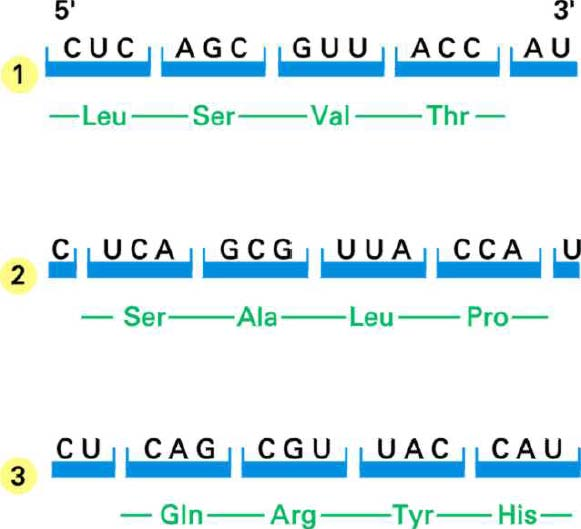 5' 3'
CUC AGC GUU ACC AU
1
Leu Ser Val Thr
C UCA GCG UUA CCA U
2
Ser Ala Leu Pro
CU CAG CGU UAC CAU
3
Gln Arg Tyr His